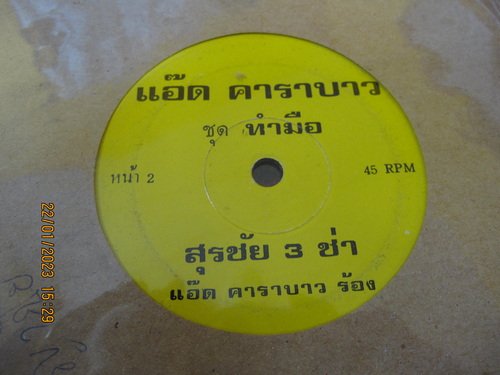 แอ๊ด คาราบาว
ชุด ทำมือ
หน้า 2
45 RPM
สุรชัย 3 ช่า
แอ๊ด คาราบาว ร้อง
22/01/2023 15:29